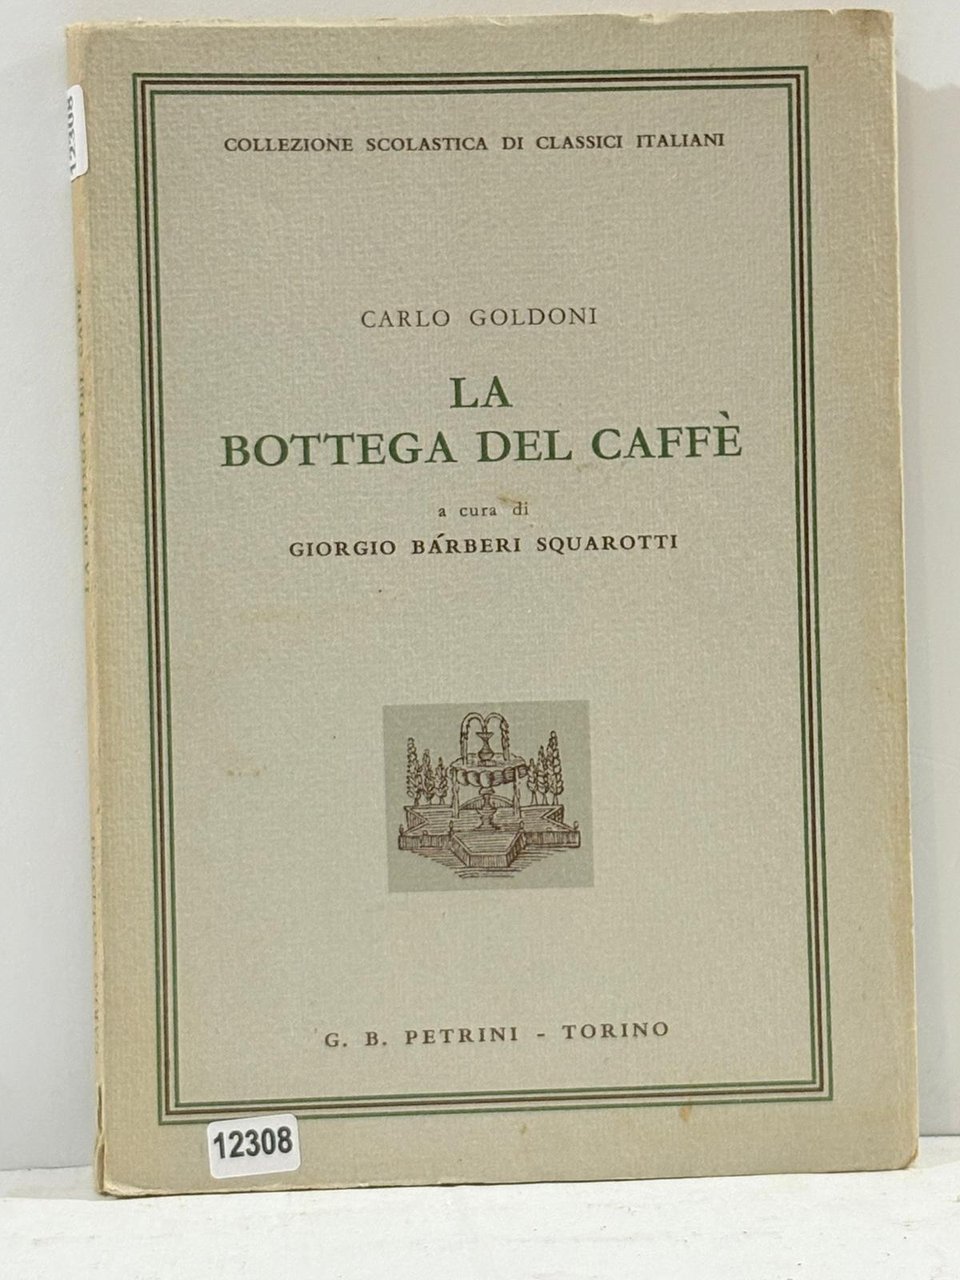 COLLEZIONE SCOLASTICA DI CLASSICI ITALIANI
CARLO GOLDONI
LA
BOTTEGA DEL CAFFÈ
a cura di
GIORGIO BÁRBERI SQUAROTTI
G. B. PETRINI - TORINO
12308
12308